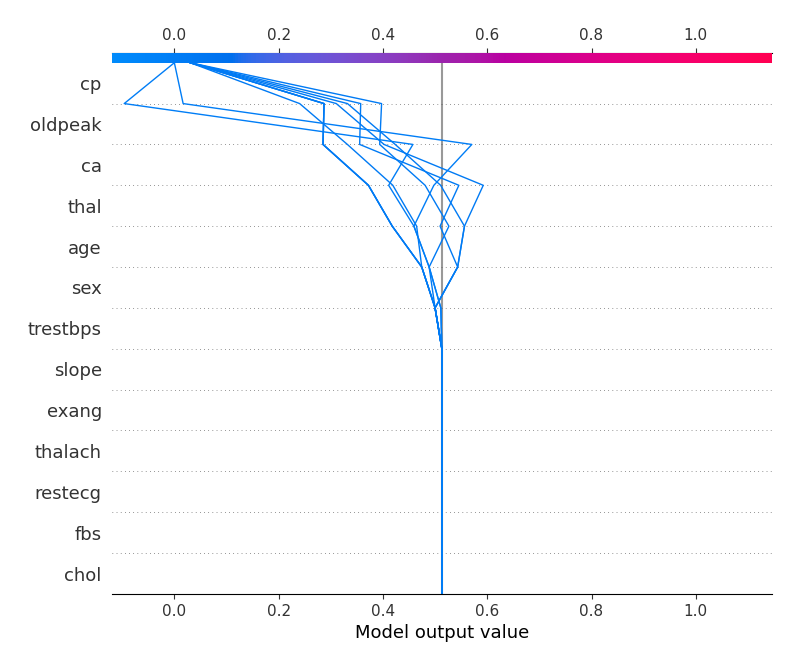 0.0 0.2 0.4 0.6 0.8 1.0
cp
oldpeak
ca
thal
age
sex
trestbps
slope
exang
thalach
restecg
fbs
chol
0.0 0.2 0.4 0.6 0.8 1.0
Model output value